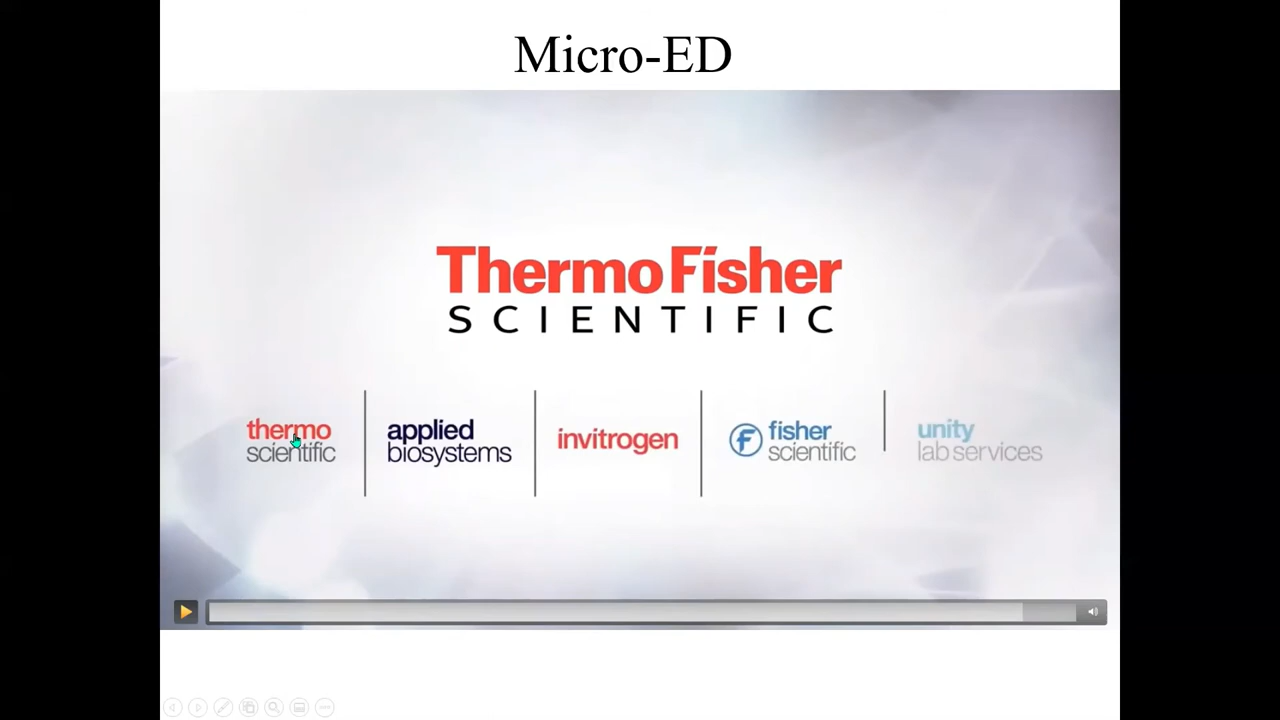 Micro-ED
ThermoFisher
SCIENTIFIC
thermo
scientific
applied
biosystems
invitrogen
F fisher
scientific
unity
lab services